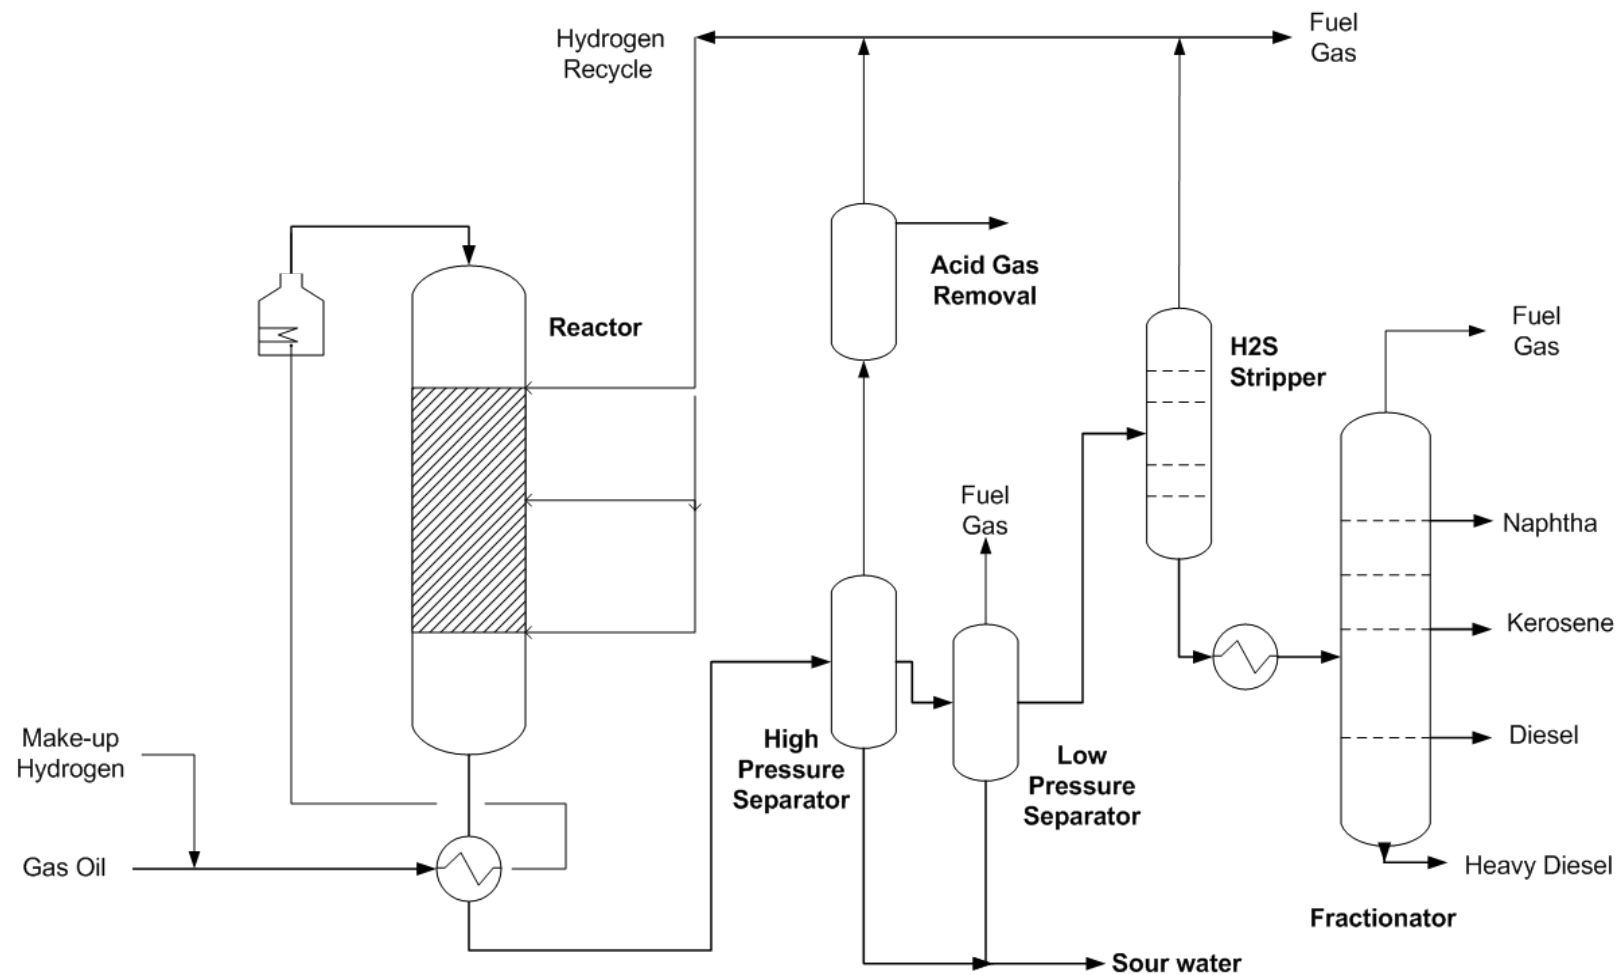 Hydrogen
Recycle
Fuel
Gas
Acid Gas
Removal
Reactor
H2S
Stripper
Fuel
Gas
Fuel
Gas
Naphtha
Kerosene
Diesel
Make-up
Hydrogen
High
Pressure
Separator
Low
Pressure
Separator
Gas Oil
Heavy Diesel
Fractionator
Sour water